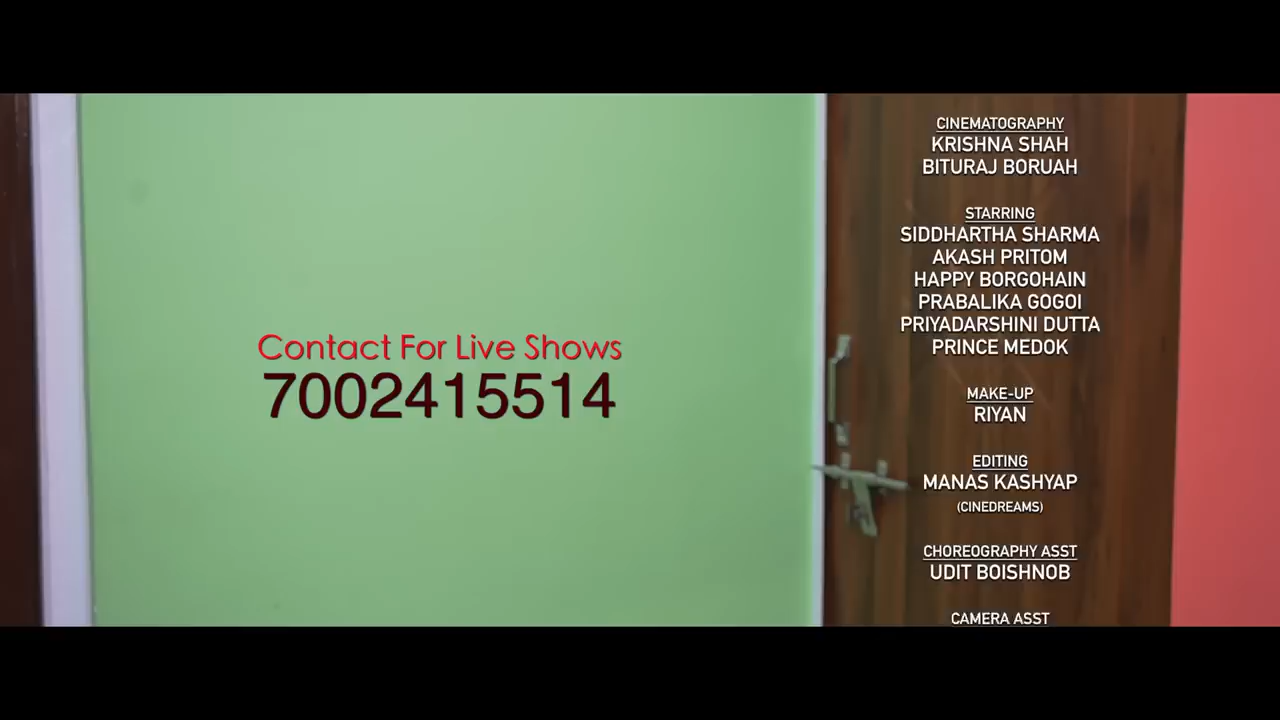 Contact For Live Shows
7002415514
CINEMATOGRAPHY
KRISHNA SHAH
BITURAJ BORUAH
STARRING
SIDDHARTHA SHARMA
AKASH PRITOM
HAPPY BORGOHAIN
PRABALIKA GOGOI
PRIYADARSHINI DUTTA
PRINCE MEDOK
MAKE-UP
RIYAN
EDITING
MANAS KASHYAP
(CINEDREAMS)
CHOREOGRAPHY ASST
UDIT BOISHNOB
CAMERA ASST